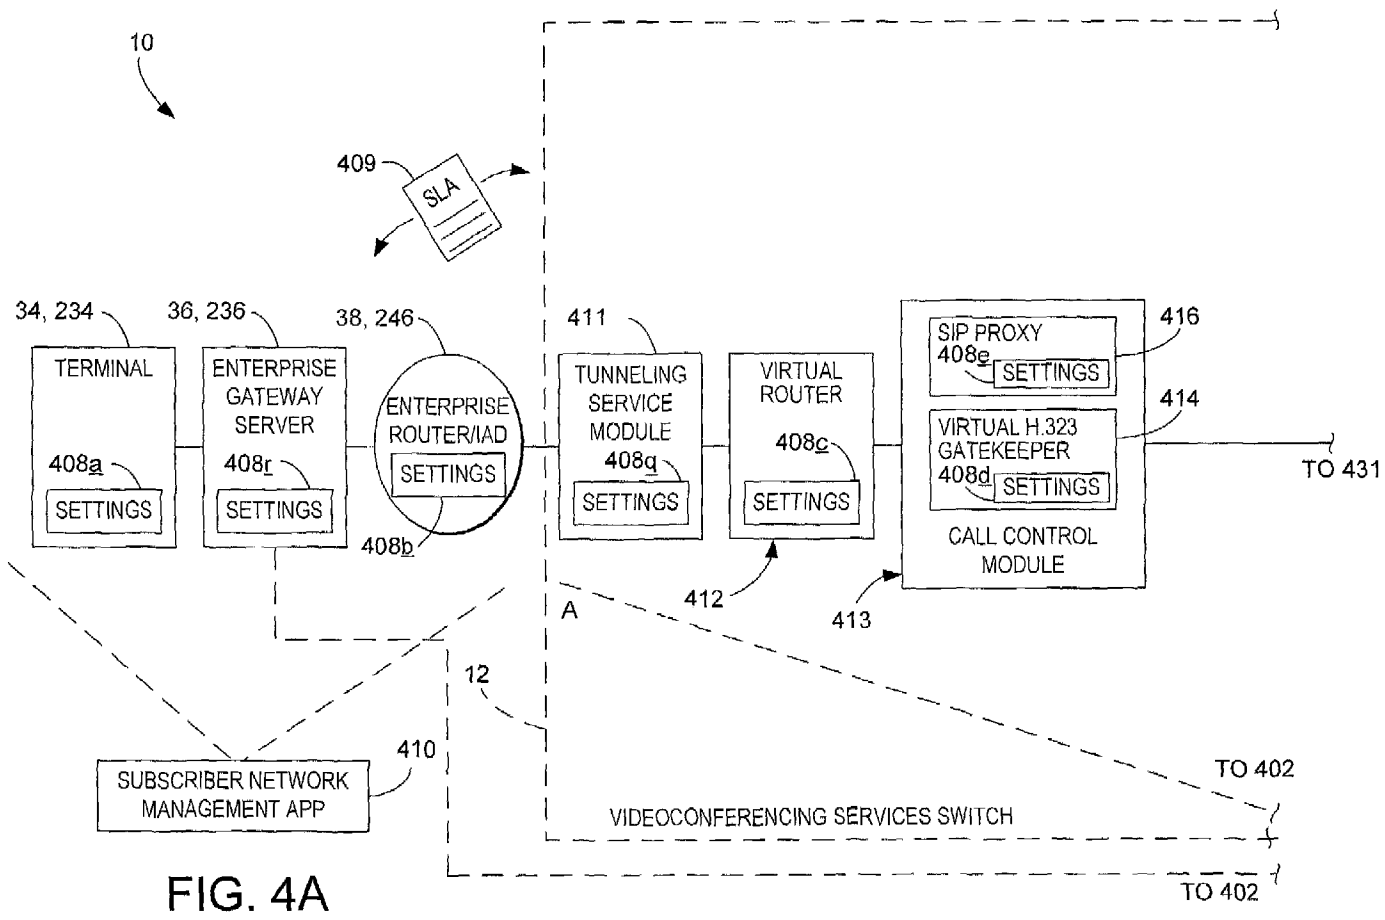 10
409
SLA
34, 234
36, 236
38, 246
411
416
414
TERMINAL
408a
SETTINGS
ENTERPRISE
GATEWAY
SERVER
408r
SETTINGS
ENTERPRISE
ROUTER/IAD
SETTINGS
408b
TUNNELING
SERVICE
MODULE
408q
SETTINGS
VIRTUAL
ROUTER
408c
SETTINGS
412
SIP PROXY
408e
SETTINGS
VIRTUAL H.323
GATEKEEPER
408d
SETTINGS
CALL CONTROL
MODULE
413
TO 431
A
12
410
SUBSCRIBER NETWORK
MANAGEMENT APP
TO 402
VIDEOCONFERENCING SERVICES SWITCH
TO 402
FIG. 4A